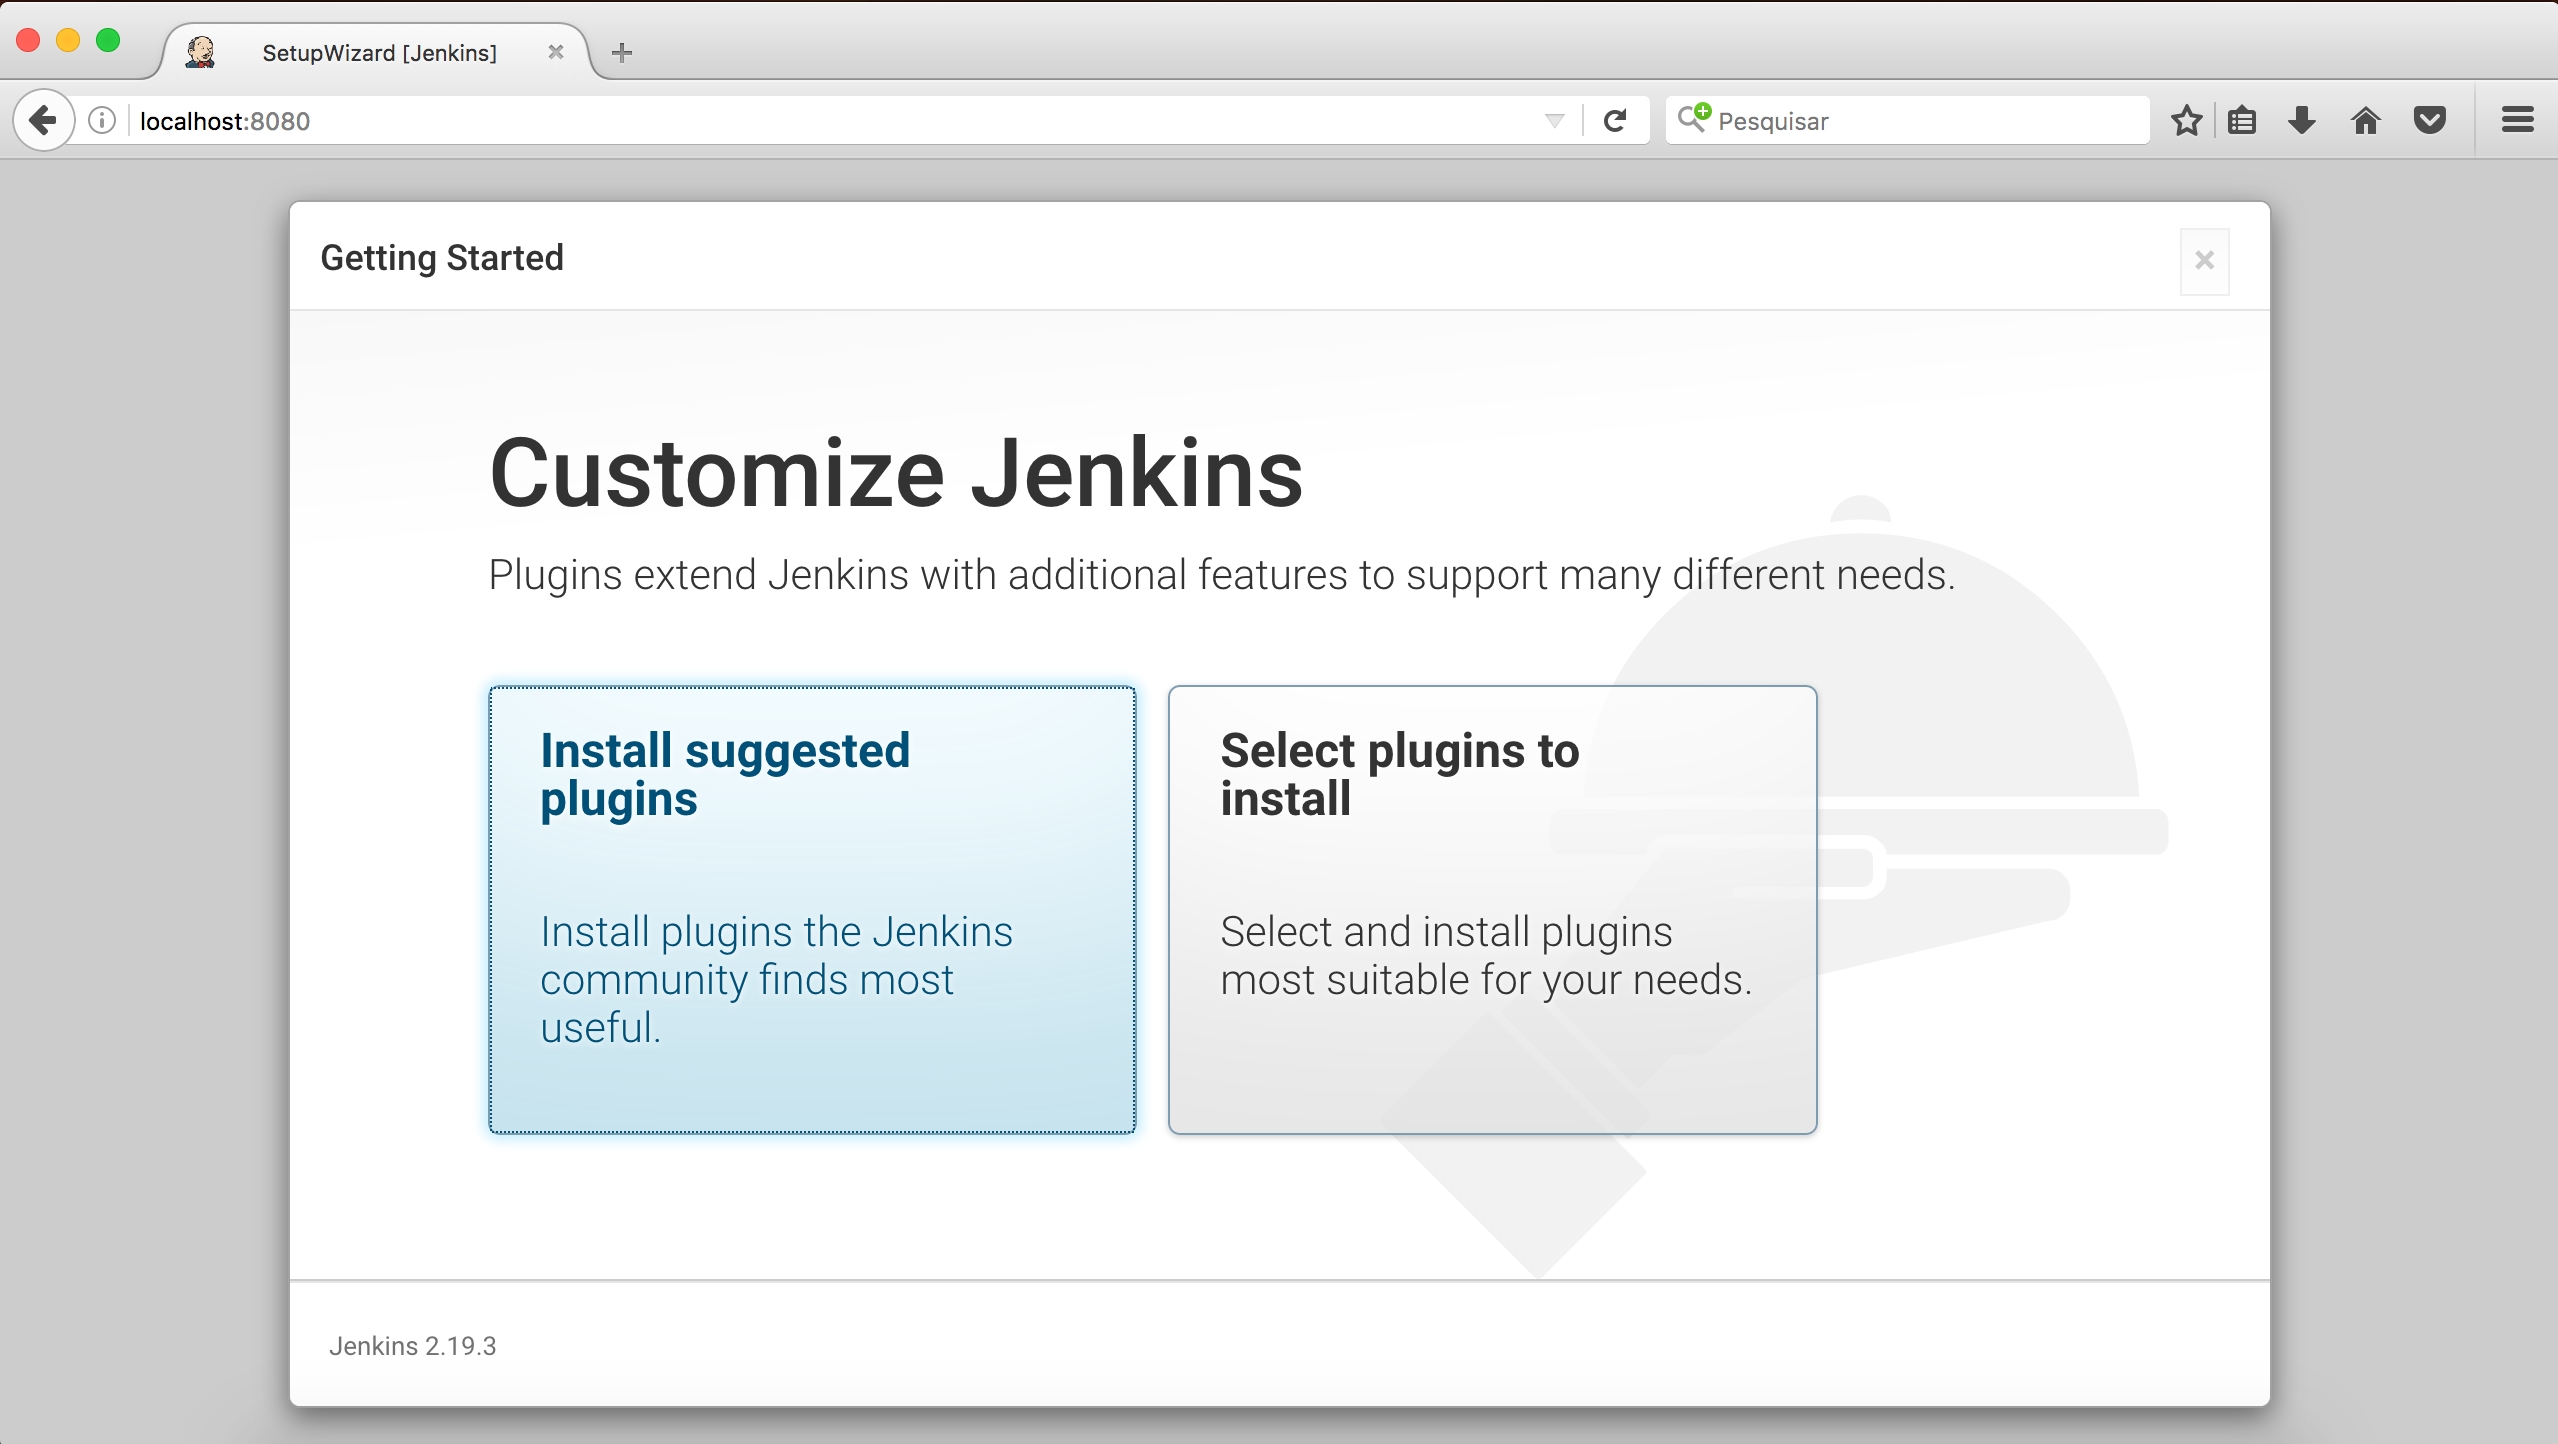 SetupWizard [Jenkins]
localhost:8080
Pesquisar
Getting Started
Customize Jenkins
Plugins extend Jenkins with additional features to support many different needs.
Install suggested
plugins
Install plugins the Jenkins
community finds most
useful.
Select plugins to
install
Select and install plugins
most suitable for your needs.
Jenkins 2.19.3